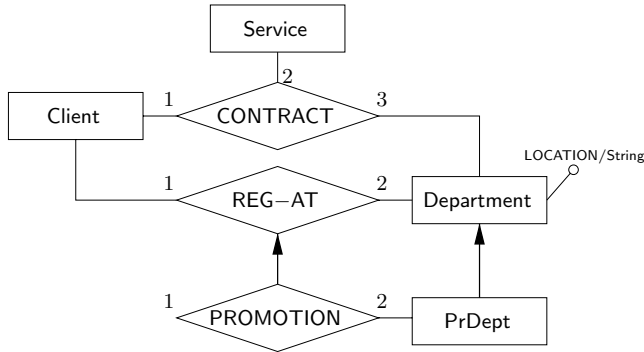 Service
2
1
3
Client
CONTRACT
LOCATION/String
1
2
REG−AT
Department
1
2
PROMOTION
PrDept